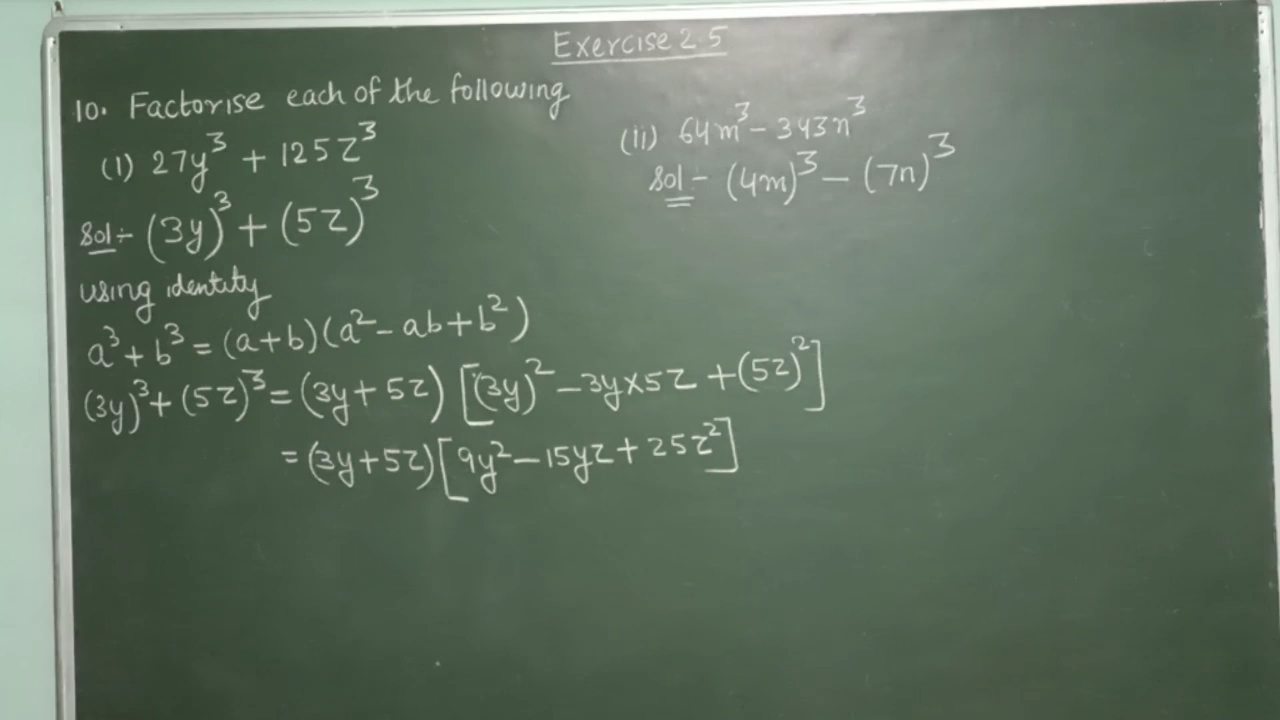 Exercise 2.5
10. Factorise each of the following
(i) 27y³ + 125z³
Sol:- (3y)³ + (5z)³
using identity
a³ + b³ = (a+b)(a² - ab + b²)
(3y)³ + (5z)³ = (3y + 5z) [(3y)² - 3y×5z + (5z)²]
= (3y + 5z) [9y² - 15yz + 25z²]
(ii) 64m³ - 343n³
Sol:- (4m)³ - (7n)³